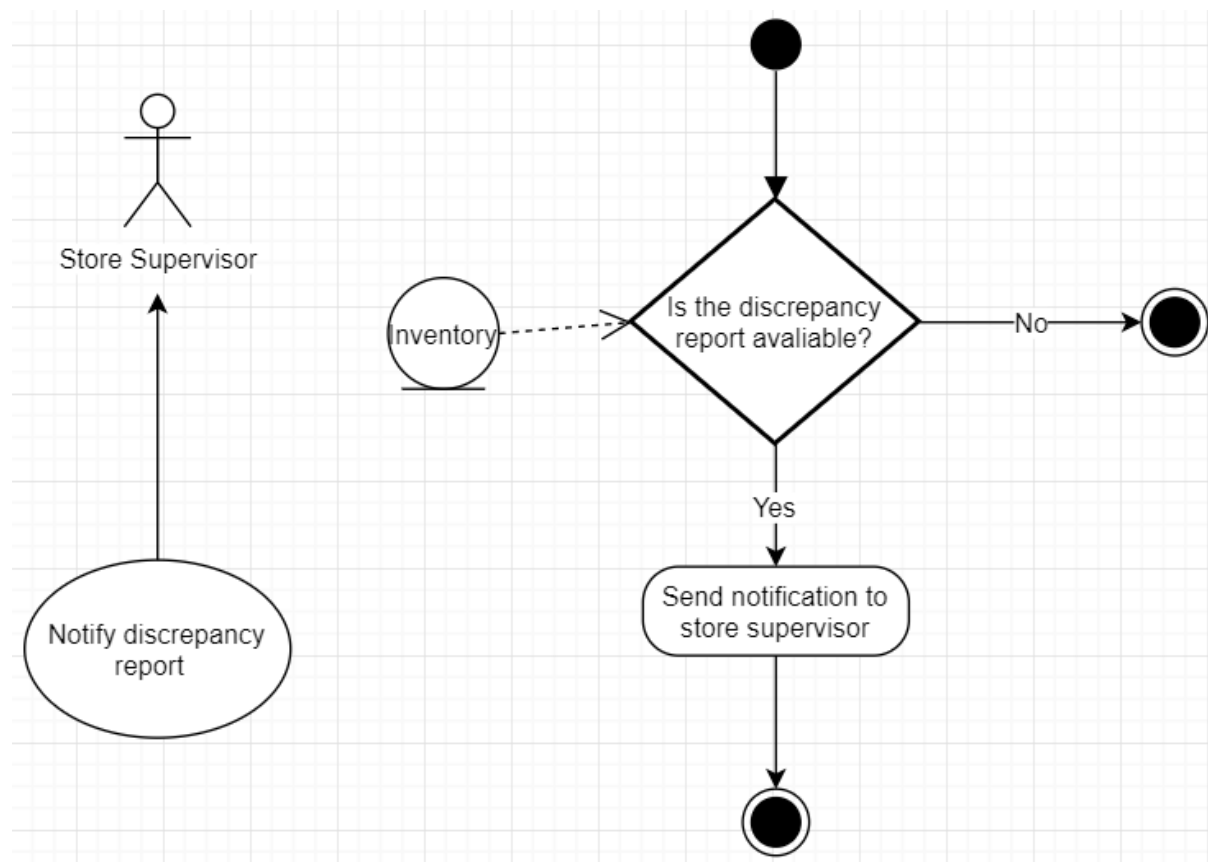 Store Supervisor
Inventory
Is the discrepancy
report avaliable?
No
Yes
Send notification to
store supervisor
Notify discrepancy
report